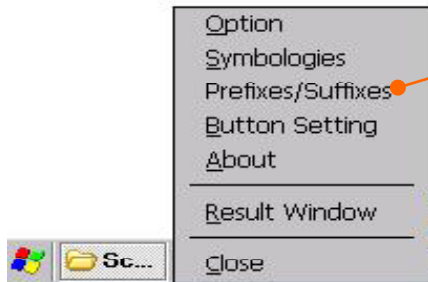 Option
Symbologies
Prefixes/Suffixes
Button Setting
About
Result Window
Close
Sc...